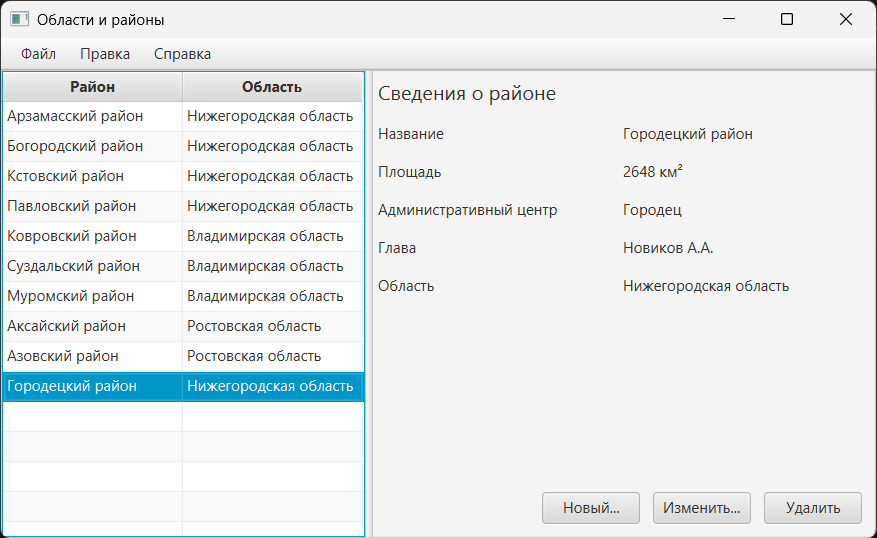 Области и районы
Файл Правка Справка
Район Область
Арзамасский район Нижегородская область
Богородский район Нижегородская область
Кстовский район Нижегородская область
Павловский район Нижегородская область
Ковровский район Владимирская область
Суздальский район Владимирская область
Муромский район Владимирская область
Аксайский район Ростовская область
Азовский район Ростовская область
Городецкий район Нижегородская область
Сведения о районе
Название Городецкий район
Площадь 2648 км²
Административный центр Городец
Глава Новиков А.А.
Область Нижегородская область
Новый... Изменить... Удалить